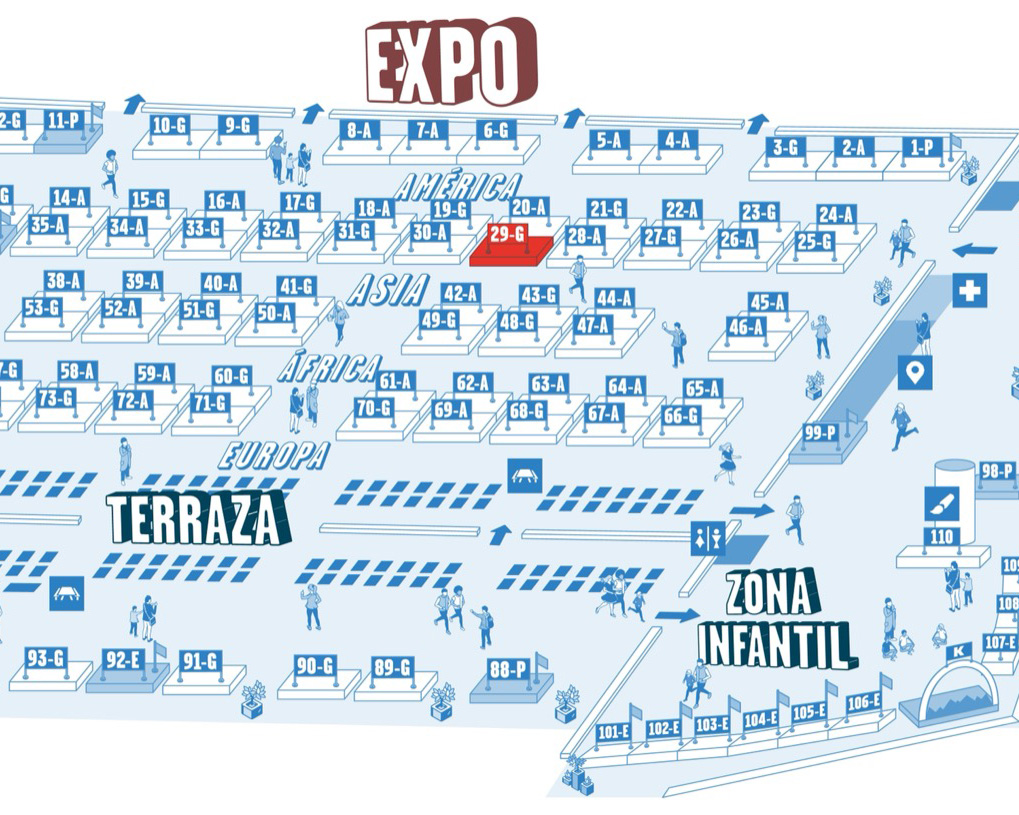 EXPO
2-G 11-P 10-G 9-G 8-A 7-A 6-G 5-A 4-A 3-G 2-A 1-P
AMÉRICA
G 14-A 15-G 16-A 17-G 18-A 19-G 20-A 21-G 22-A 23-G 24-A
35-A 34-A 33-G 32-A 31-G 30-A 29-G 28-A 27-G 26-A 25-G
ASIA
38-A 39-A 40-A 41-G 42-A 43-G 44-A 45-A
53-G 52-A 51-G 50-A 49-G 48-G 47-A 46-A
ÁFRICA
7-G 58-A 59-A 60-G 61-A 62-A 63-A 64-A 65-A
73-G 72-A 71-G 70-G 69-A 68-G 67-A 66-G
99-P
EUROPA
98-P
TERRAZA
110
109
ZONA
INFANTIL
108
107-E
K
93-G 92-E 91-G 90-G 89-G 88-P
101-E 102-E 103-E 104-E 105-E 106-E